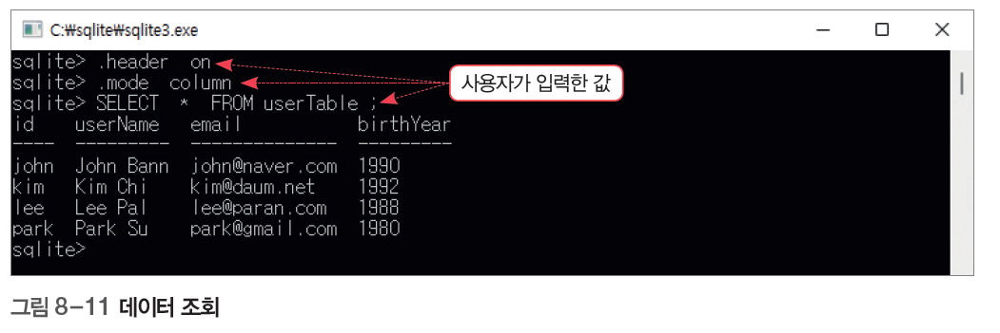 C:₩sqlite₩sqlite3.exe
sqlite> .header on
sqlite> .mode column
사용자가 입력한 값
sqlite> SELECT * FROM userTable ;
id userName email birthYear
---- --------- -------------- ---------
john John Bann john@naver.com 1990
kim Kim Chi kim@daum.net 1992
lee Lee Pal lee@paran.com 1988
park Park Su park@gmail.com 1980
sqlite>
그림 8-11 데이터 조회